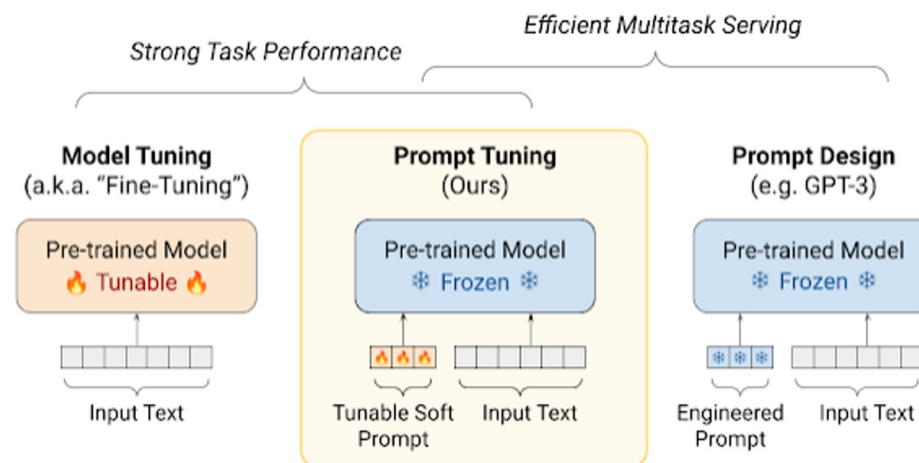 Efficient Multitask Serving
Strong Task Performance
Model Tuning
(a.k.a. “Fine-Tuning”)
Pre-trained Model
Tunable
Input Text
Prompt Tuning
(Ours)
Pre-trained Model
Frozen
Tunable Soft
Prompt
Input Text
Prompt Design
(e.g. GPT-3)
Pre-trained Model
Frozen
Engineered
Prompt
Input Text